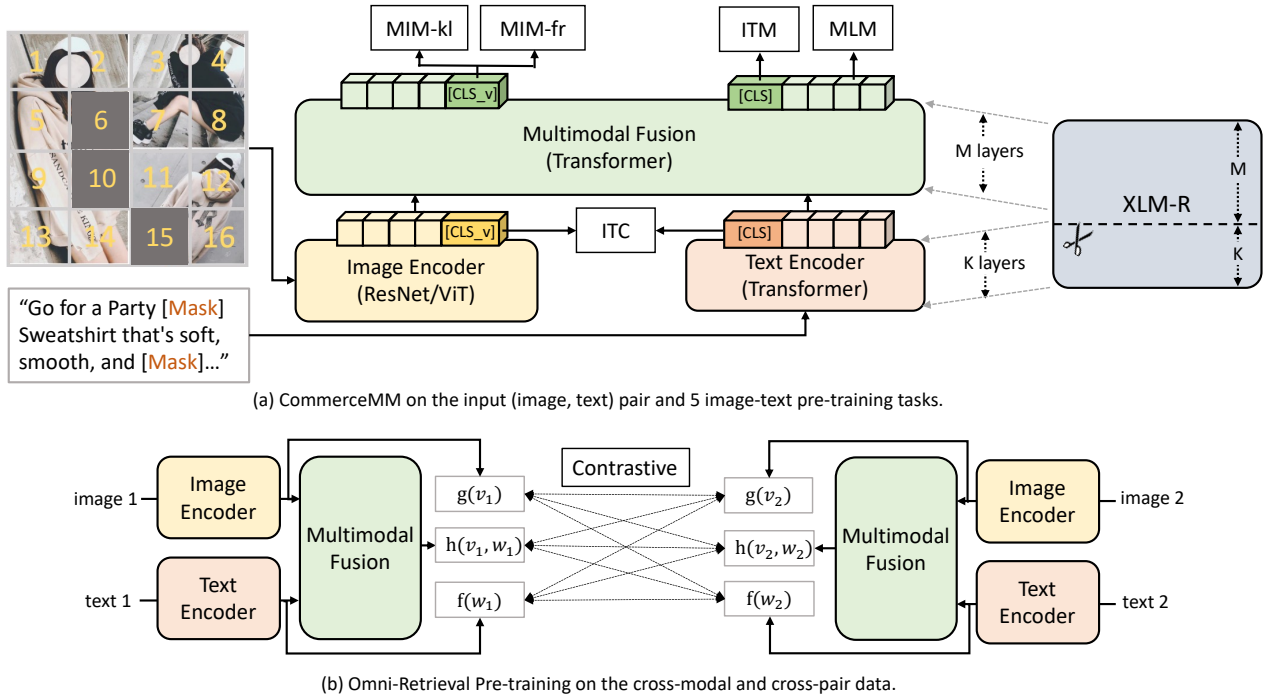 MIM-kl
MIM-fr
ITM
MLM
1 2 3 4
5 6 7 8
9 10 11 12
13 14 15 16
[CLS_v]
[CLS]
Multimodal Fusion
(Transformer)
M layers
M
XLM-R
K
[CLS_v]
ITC
[CLS]
Image Encoder
(ResNet/ViT)
Text Encoder
(Transformer)
K layers
“Go for a Party [Mask]
Sweatshirt that's soft,
smooth, and [Mask]...”
(a) CommerceMM on the input (image, text) pair and 5 image-text pre-training tasks.
image 1
Image
Encoder
text 1
Text
Encoder
Multimodal
Fusion
g(v₁)
h(v₁, w₁)
f(w₁)
Contrastive
g(v₂)
h(v₂, w₂)
f(w₂)
Multimodal
Fusion
Image
Encoder
image 2
Text
Encoder
text 2
(b) Omni-Retrieval Pre-training on the cross-modal and cross-pair data.